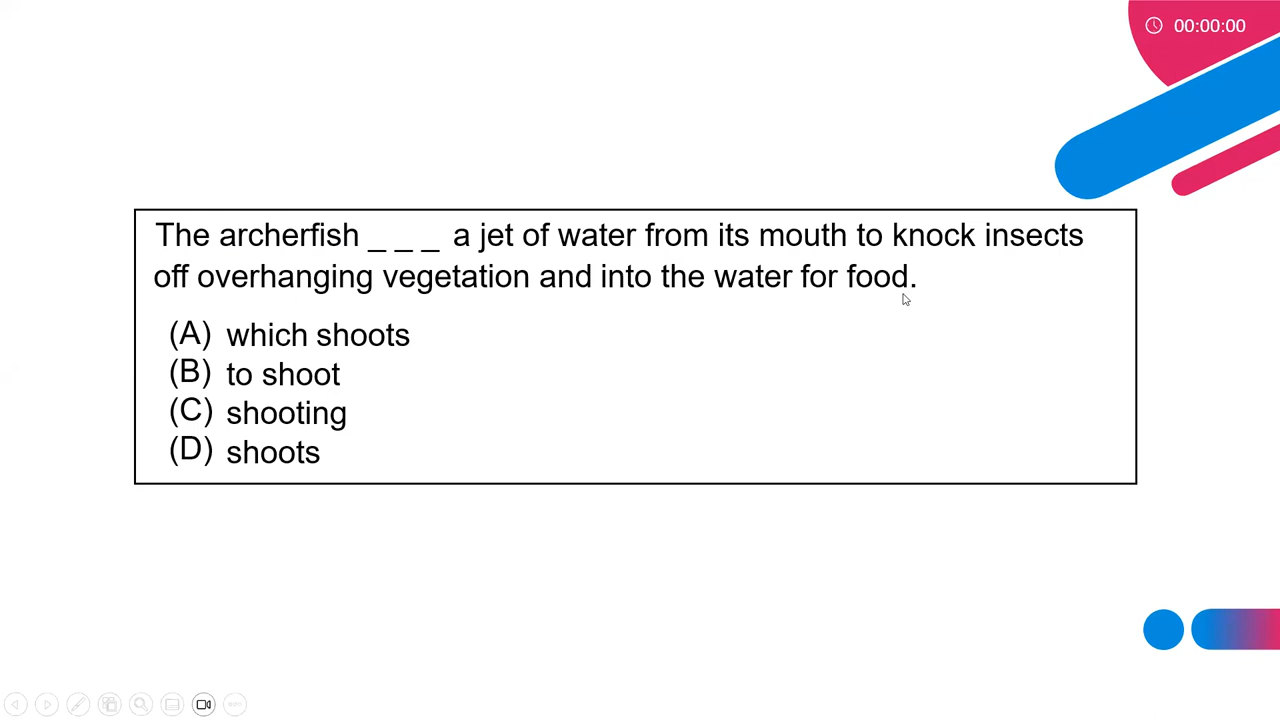 00:00:00
The archerfish _ _ _ a jet of water from its mouth to knock insects
off overhanging vegetation and into the water for food.
(A) which shoots
(B) to shoot
(C) shooting
(D) shoots